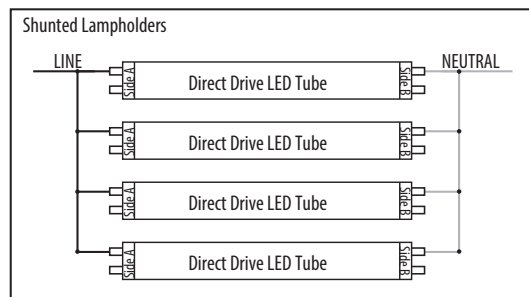 Shunted Lampholders
LINE
NEUTRAL
Side A
Direct Drive LED Tube
Side B
Side A
Direct Drive LED Tube
Side B
Side A
Direct Drive LED Tube
Side B
Side A
Direct Drive LED Tube
Side B